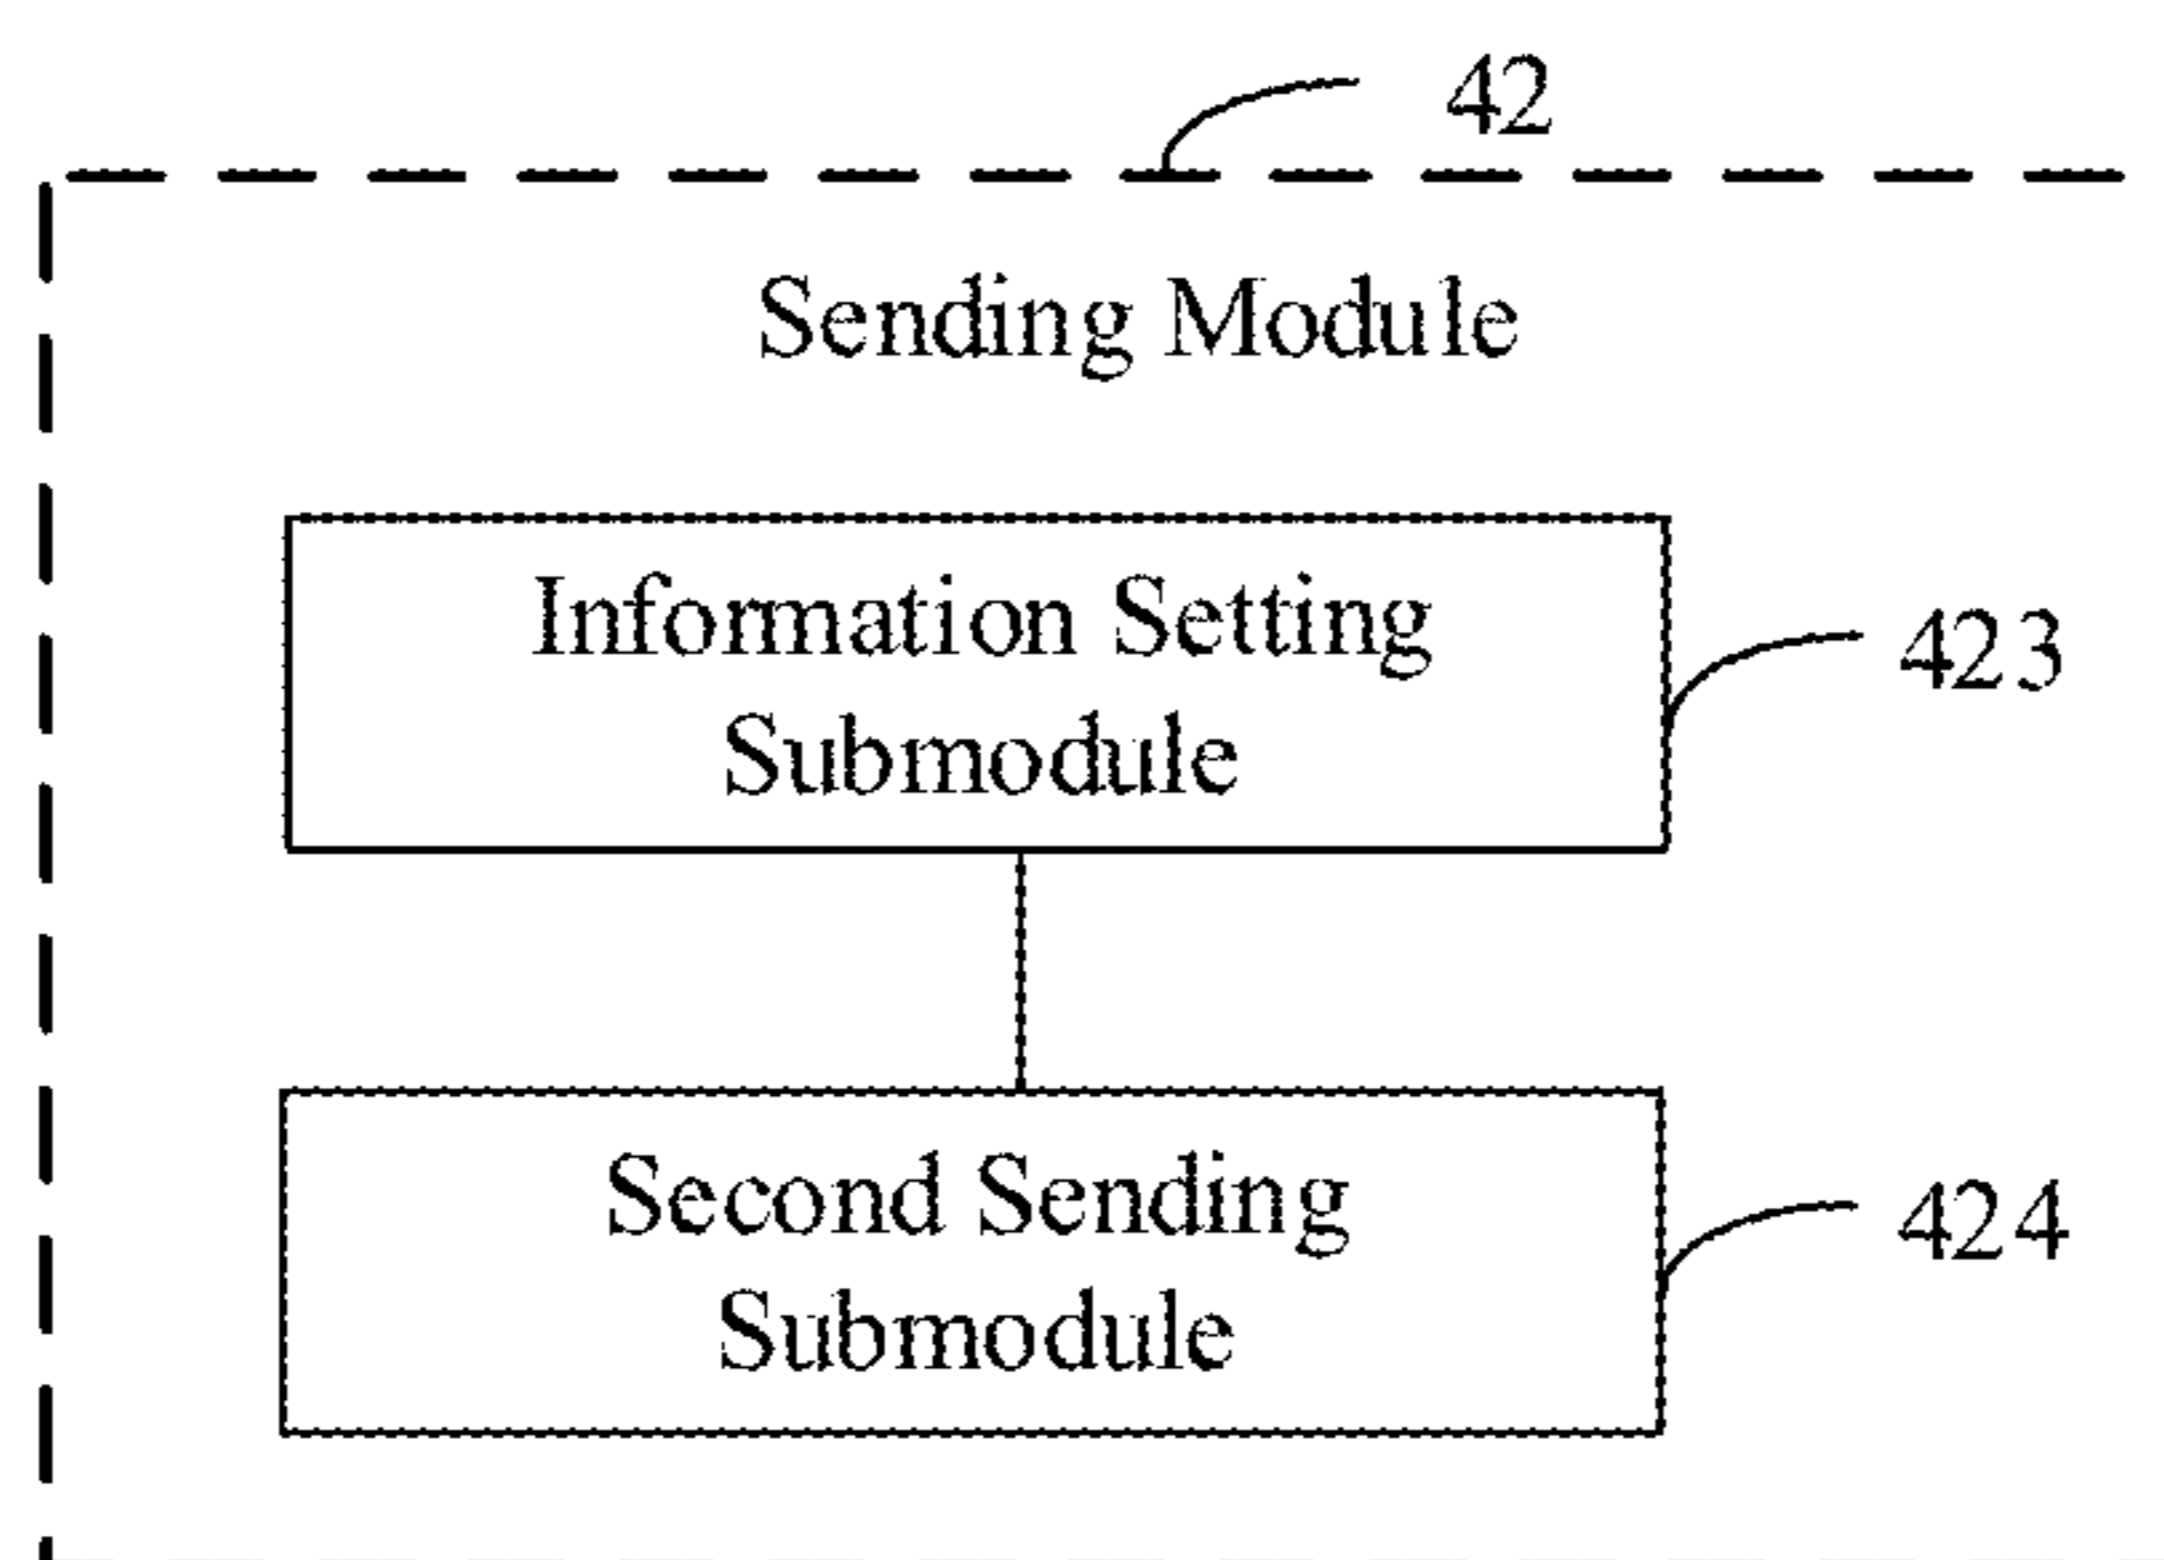 42
Sending Module
Information Setting
Submodule
423
Second Sending
Submodule
424